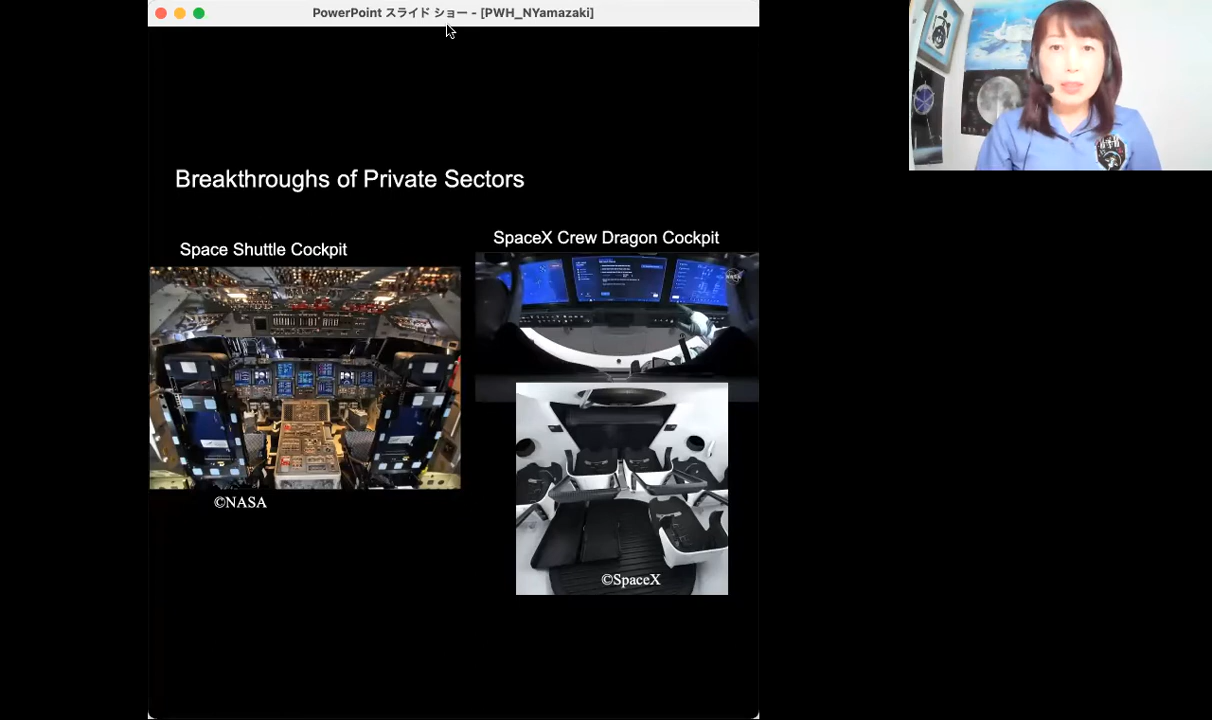 PowerPoint スライド ショー - [PWH_NYamazaki]
Breakthroughs of Private Sectors
Space Shuttle Cockpit
SpaceX Crew Dragon Cockpit
NASA
©NASA
©SpaceX